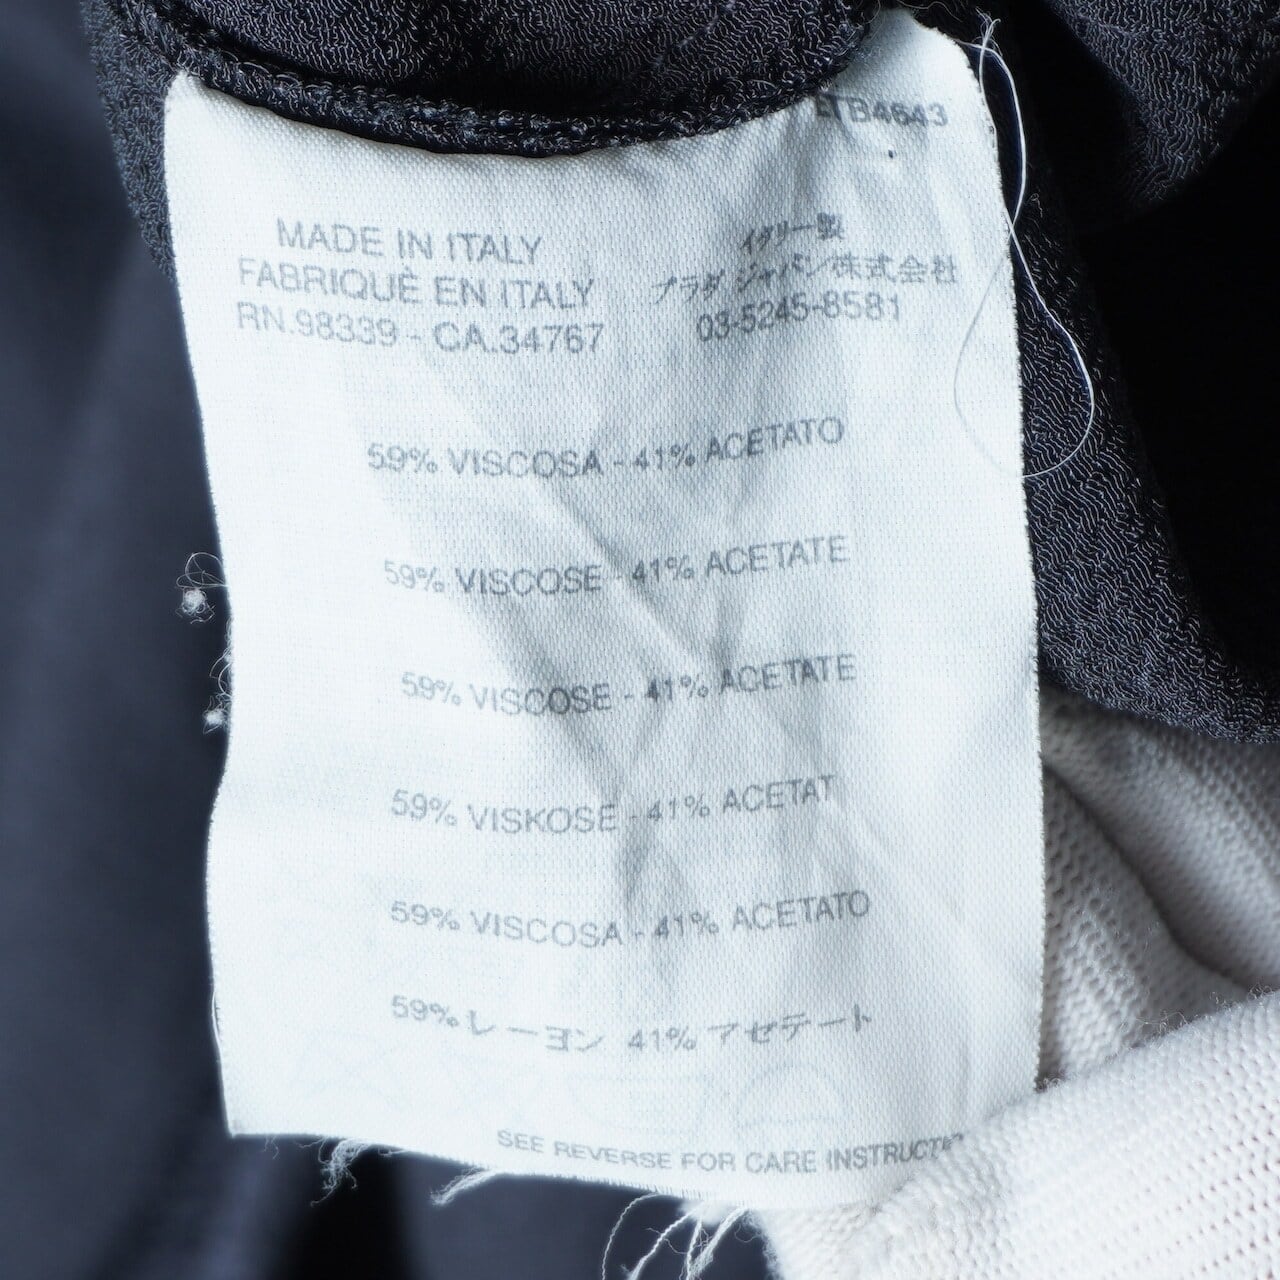 LTB4643
MADE IN ITALY
FABRIQUÈ EN ITALY
RN.98339 - CA.34767
イタリー製
プラダ ジャパン株式会社
03-5245-8581
59% VISCOSA - 41% ACETATO
59% VISCOSE - 41% ACETATE
59% VISCOSE - 41% ACETATE
59% VISKOSE - 41% ACETAT
59% VISCOSA - 41% ACETATO
59% レーヨン 41% アセテート
SEE REVERSE FOR CARE